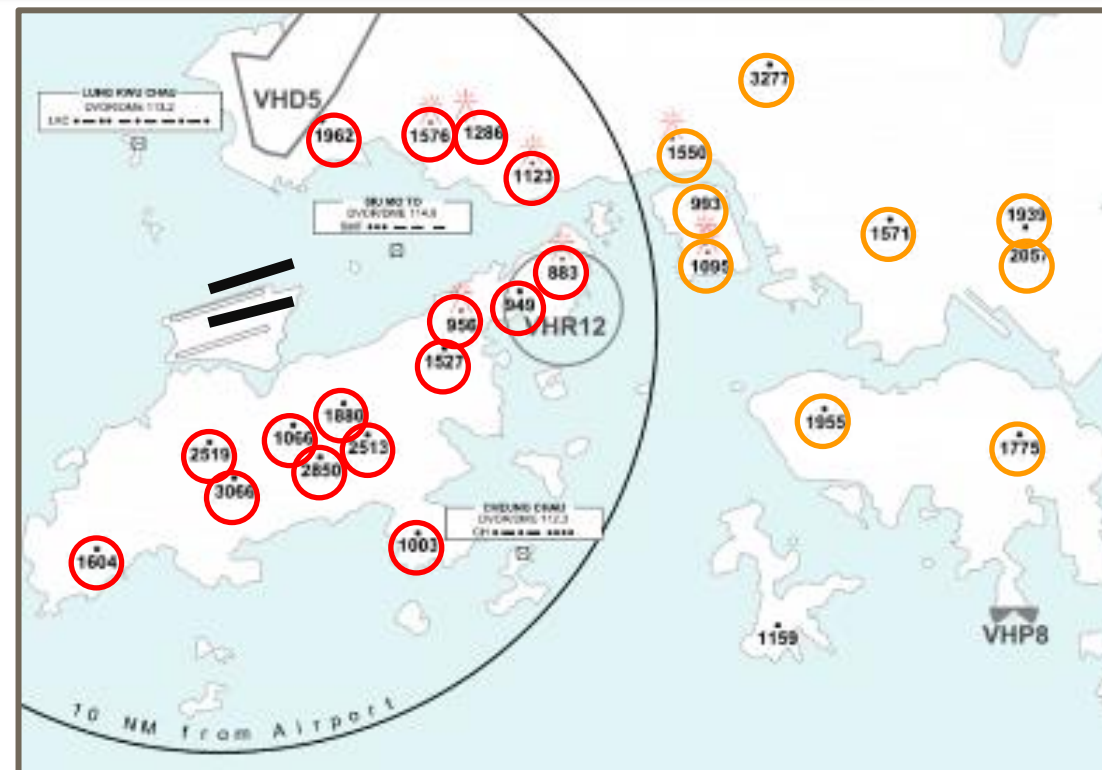 3277
LUNG KWU CHAU
DVOR/DME 113.2
VHD5
1962
1576
1286
1550
1123
993
SIU MO TO
DVOR/DME 114.8
1939
1571
1095
2057
883
949
956
VHR12
1527
1880
1955
1066
2513
2519
2850
1775
3066
CHEUNG CHAU
DVOR/DME 112.3
1003
1604
1159
VHP8
10 NM from Airport